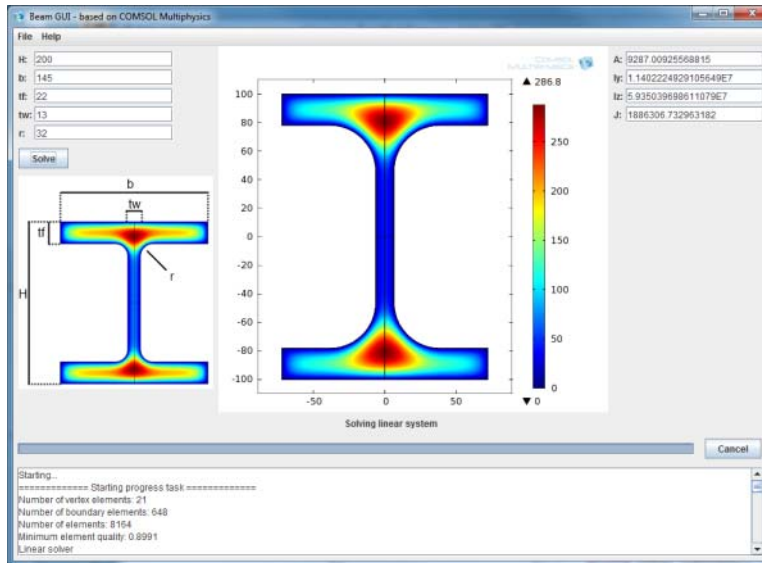 Beam GUI - based on COMSOL Multiphysics
File Help
H: 200
b: 145
tf: 22
tw: 13
r: 32
Solve
b
tw
tf
r
H
COMSOL
MULTIPHYSICS
286.8
100
80
60
40
20
0
-20
-40
-60
-80
-100
-50
0
50
250
200
150
100
50
0
0
A: 9287.00925568815
Iy: 1.1402224929105649E7
Iz: 5.935039698611079E7
J: 1886306.732963182
Solving linear system
Cancel
Starting...
============= Starting progress task =============
Number of vertex elements: 21
Number of boundary elements: 648
Number of elements: 8164
Minimum element quality: 0.8991
Linear solver